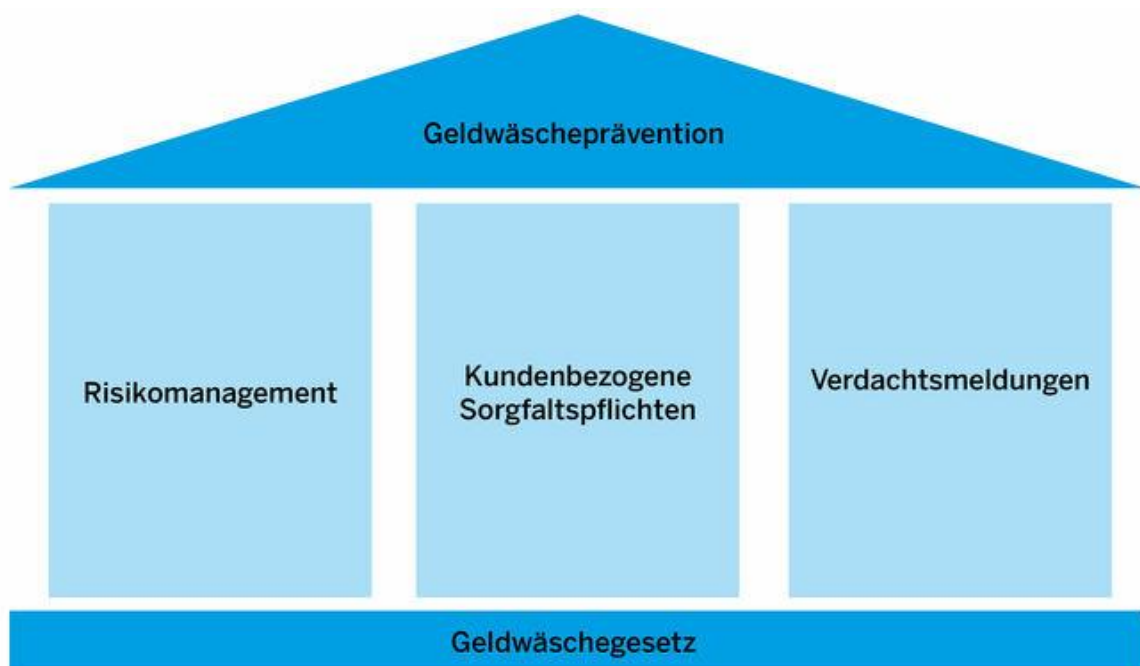 Geldwäscheprävention
Risikomanagement
Kundenbezogene
Sorgfaltspflichten
Verdachtsmeldungen
Geldwäschegesetz